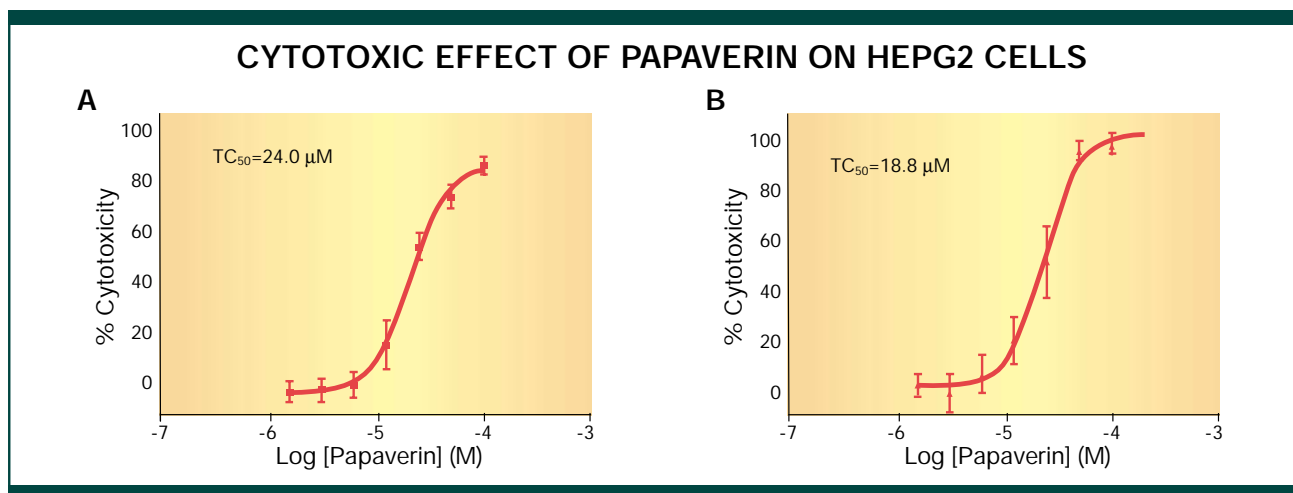 CYTOTOXIC EFFECT OF PAPAVERIN ON HEPG2 CELLS
A
% Cytotoxicity
100
80
60
40
20
0
TC₅₀=24.0 µM
-7 -6 -5 -4 -3
Log [Papaverin] (M)
B
% Cytotoxicity
100
80
60
40
20
0
TC₅₀=18.8 µM
-7 -6 -5 -4 -3
Log [Papaverin] (M)